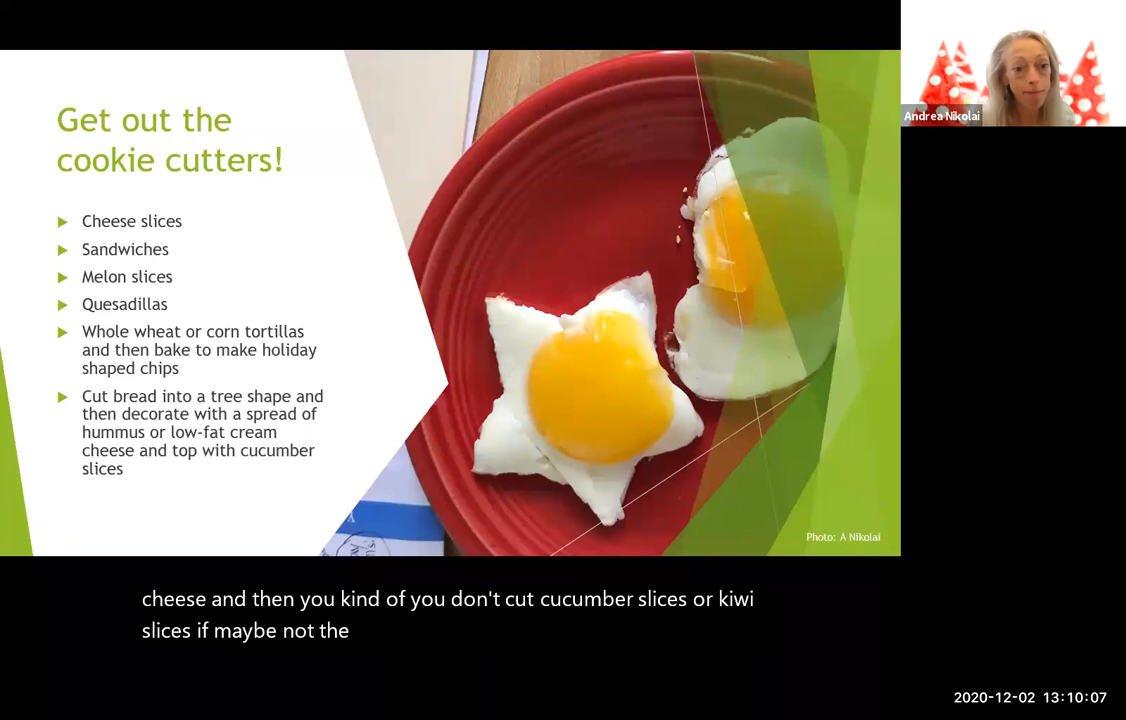 Get out the
cookie cutters!
Cheese slices
Sandwiches
Melon slices
Quesadillas
Whole wheat or corn tortillas
and then bake to make holiday
shaped chips
Cut bread into a tree shape and
then decorate with a spread of
hummus or low-fat cream
cheese and top with cucumber
slices
Photo: A Nikolai
Andrea Nikolai
cheese and then you kind of you don't cut cucumber slices or kiwi
slices if maybe not the
2020-12-02 13:10:07